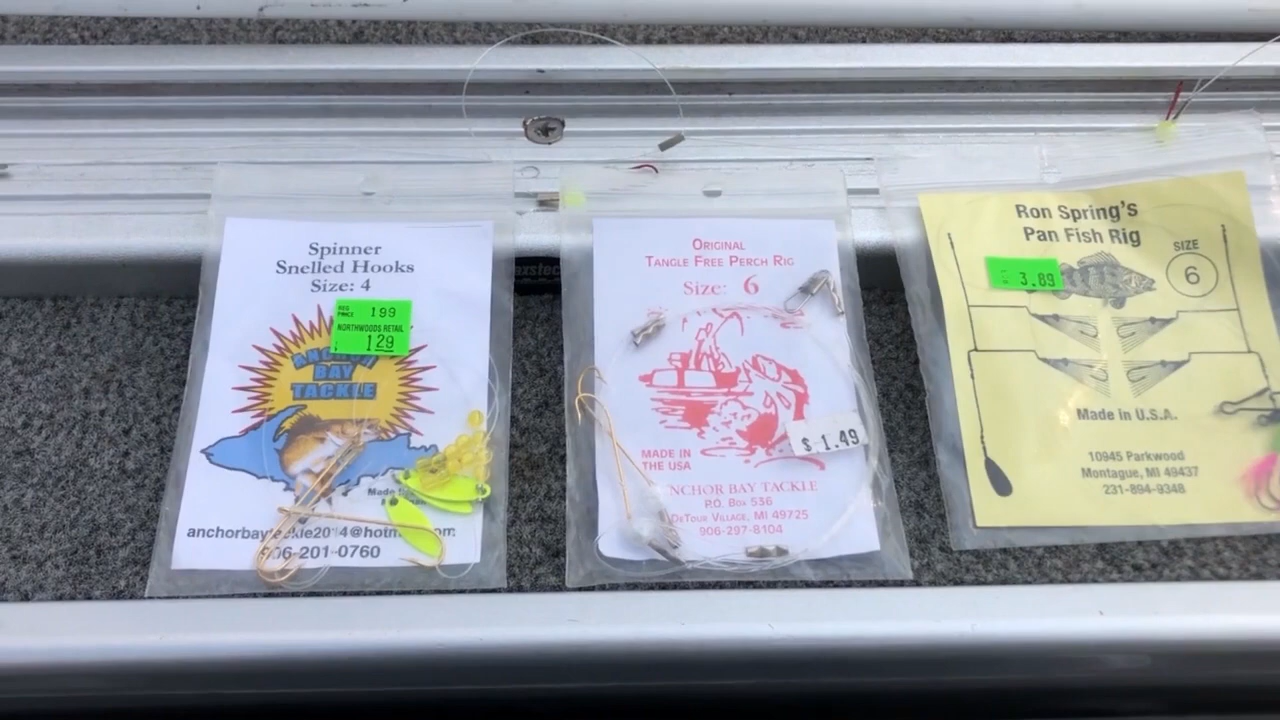 Spinner
Snelled Hooks
Size: 4
REG
PRICE 199
NORTHWOODS RETAIL
129
ANCHOR
BAY
TACKLE
Made
906-201-0760
ORIGINAL
TANGLE FREE PERCH RIG
Size: 6
$ 1.49
MADE IN
THE USA
NCHOR BAY TACKLE
P.O. BOX 536
DETOUR VILLAGE, MI 49725
906-297-8104
Ron Spring's
Pan Fish Rig
SIZE
6
3.89
Made in U.S.A.
10945 Parkwood
Montague, MI 49437
231-894-9348